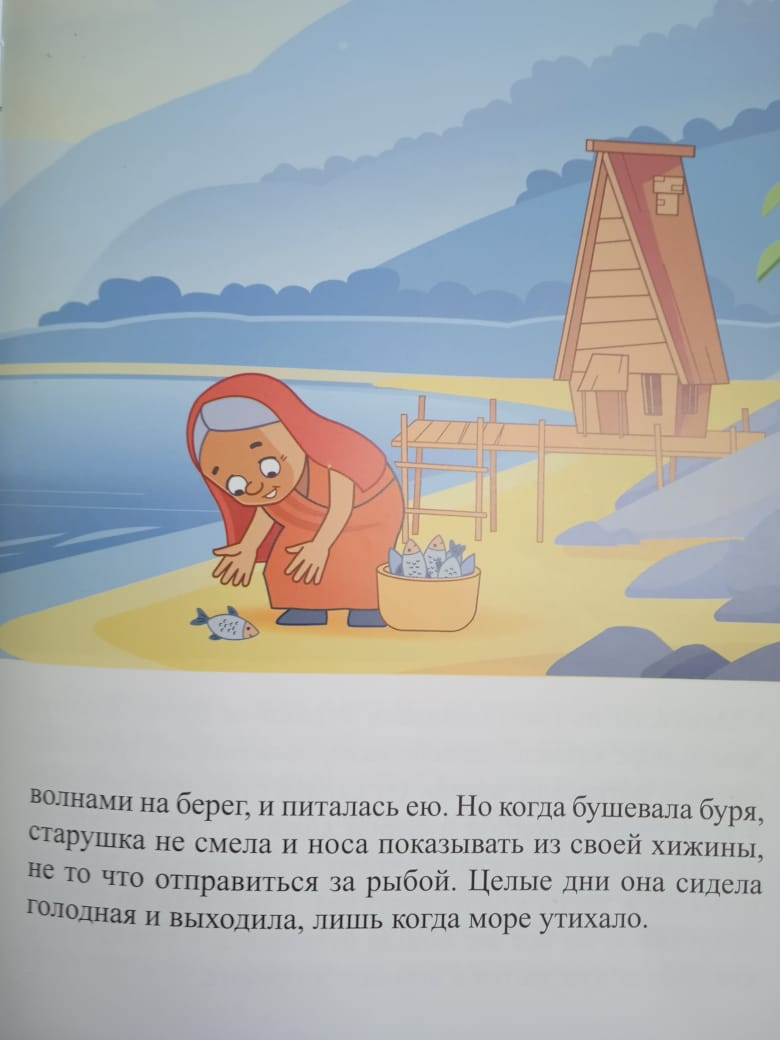 волнами на берег, и питалась ею. Но когда бушевала буря,
старушка не смела и носа показывать из своей хижины,
не то что отправиться за рыбой. Целые дни она сидела
голодная и выходила, лишь когда море утихало.